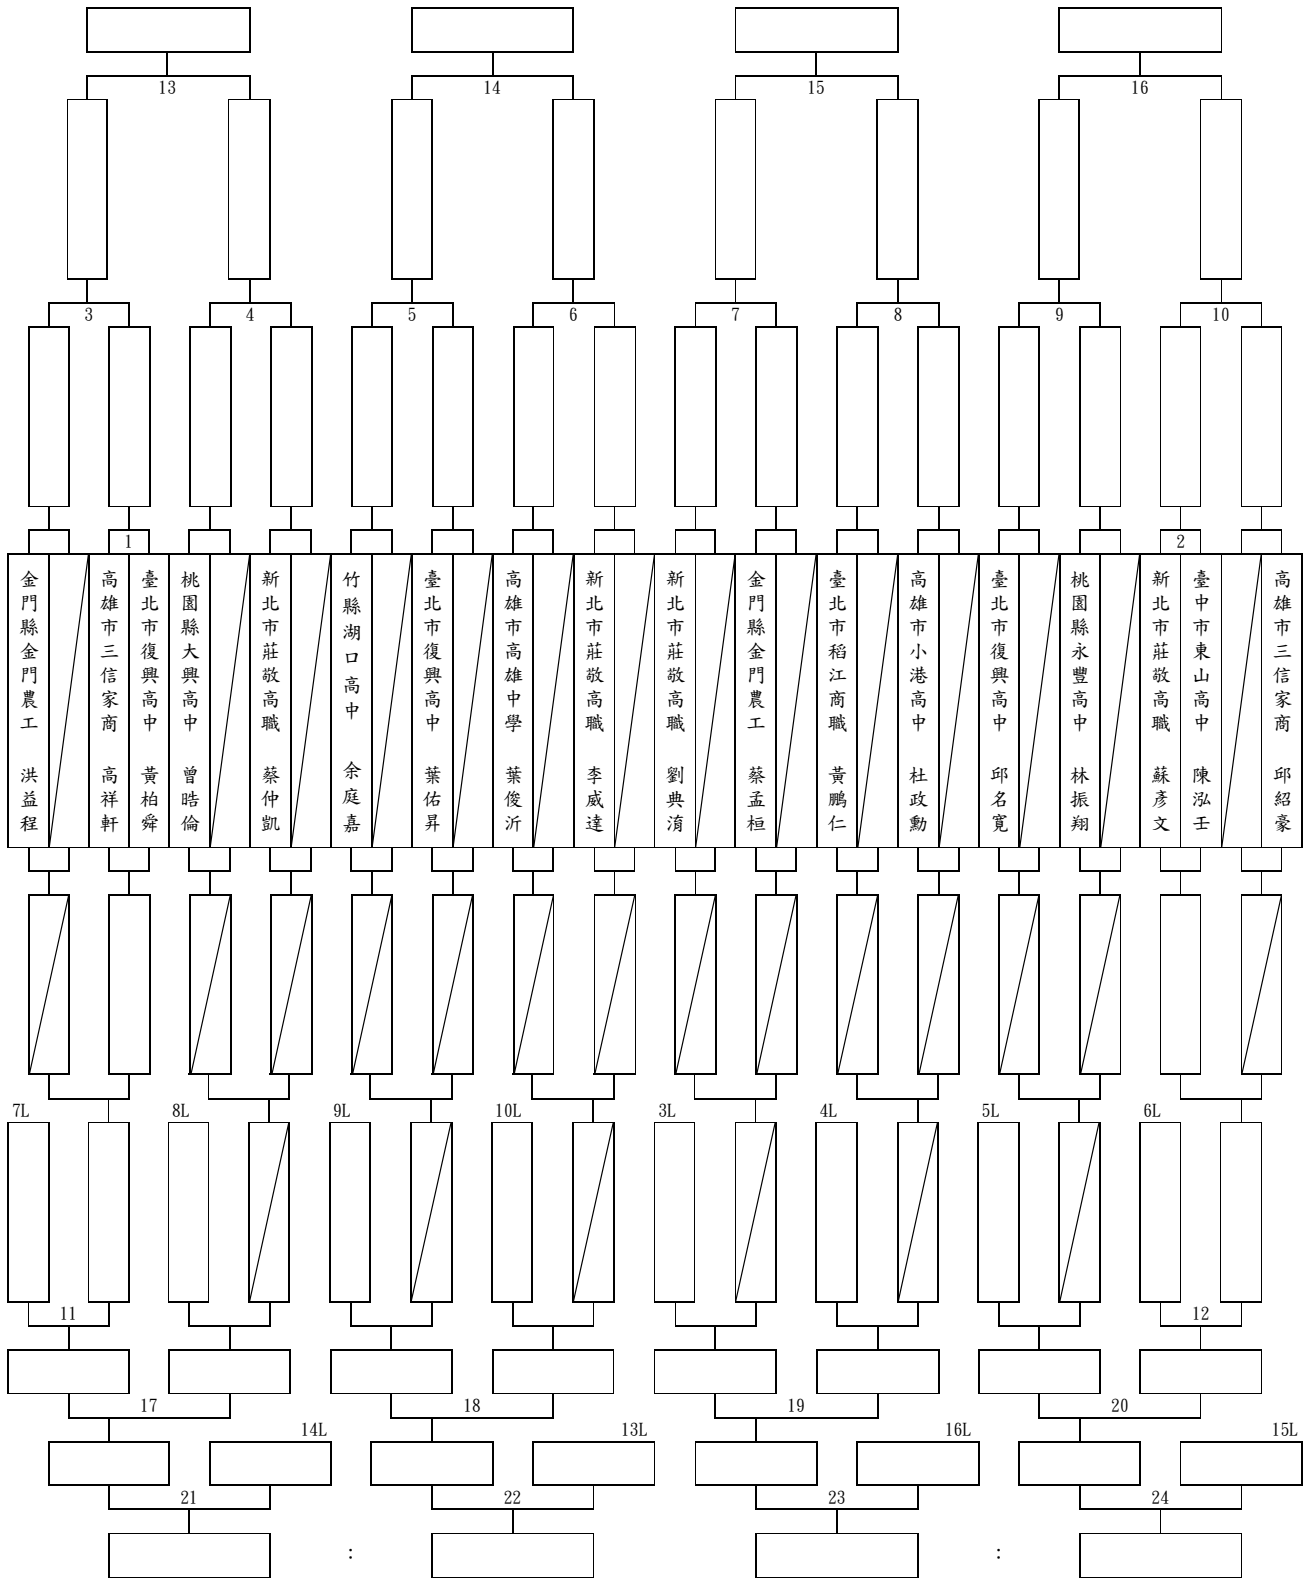 13 14 15 16
3 4 5 6 7 8 9 10
1 2
金門縣金門農工 洪益程
高雄市三信家商 高祥軒
臺北市復興高中 黃柏舜
桃園縣大興高中 曾晧倫
新北市莊敬高職 蔡仲凱
竹縣湖口高中 余庭嘉
臺北市復興高中 葉佑昇
高雄市高雄中學 葉俊沂
新北市莊敬高職 李威達
新北市莊敬高職 劉典淯
金門縣金門農工 蔡孟桓
臺北市稻江商職 黃鵬仁
高雄市小港高中 杜政勳
臺北市復興高中 邱名寬
桃園縣永豐高中 林振翔
新北市莊敬高職 蘇彥文
臺中市東山高中 陳泓壬
高雄市三信家商 邱紹豪
7L 8L 9L 10L 3L 4L 5L 6L
11 12
17 18 19 20
14L 13L 16L 15L
21 22 23 24
: :